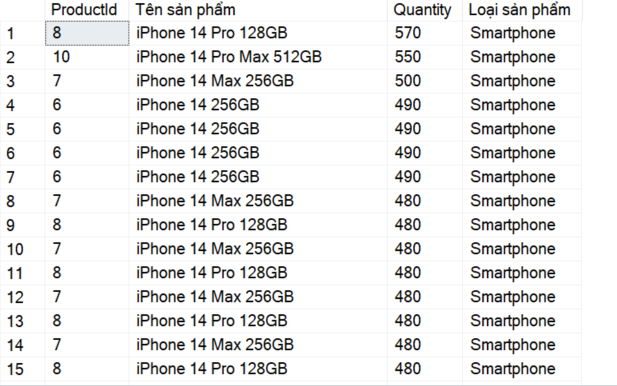 ProductId Tên sản phẩm Quantity Loại sản phẩm
1 8 iPhone 14 Pro 128GB 570 Smartphone
2 10 iPhone 14 Pro Max 512GB 550 Smartphone
3 7 iPhone 14 Max 256GB 500 Smartphone
4 6 iPhone 14 256GB 490 Smartphone
5 6 iPhone 14 256GB 490 Smartphone
6 6 iPhone 14 256GB 490 Smartphone
7 6 iPhone 14 256GB 490 Smartphone
8 7 iPhone 14 Max 256GB 480 Smartphone
9 8 iPhone 14 Pro 128GB 480 Smartphone
10 7 iPhone 14 Max 256GB 480 Smartphone
11 8 iPhone 14 Pro 128GB 480 Smartphone
12 7 iPhone 14 Max 256GB 480 Smartphone
13 8 iPhone 14 Pro 128GB 480 Smartphone
14 7 iPhone 14 Max 256GB 480 Smartphone
15 8 iPhone 14 Pro 128GB 480 Smartphone